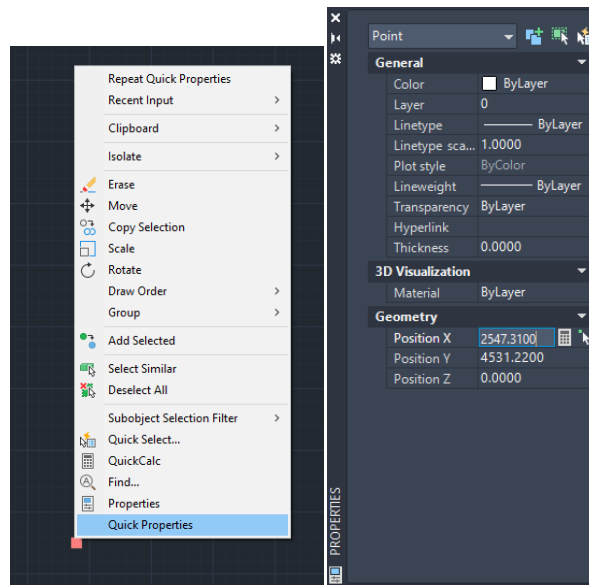 Repeat Quick Properties
Recent Input
Clipboard
Isolate
Erase
Move
Copy Selection
Scale
Rotate
Draw Order
Group
Add Selected
Select Similar
Deselect All
Subobject Selection Filter
Quick Select...
QuickCalc
Find...
Properties
Quick Properties
Point
General
Color ByLayer
Layer 0
Linetype ByLayer
Linetype sca... 1.0000
Plot style ByColor
Lineweight ByLayer
Transparency ByLayer
Hyperlink
Thickness 0.0000
3D Visualization
Material ByLayer
Geometry
Position X 2547.3100
Position Y 4531.2200
Position Z 0.0000
PROPERTIES